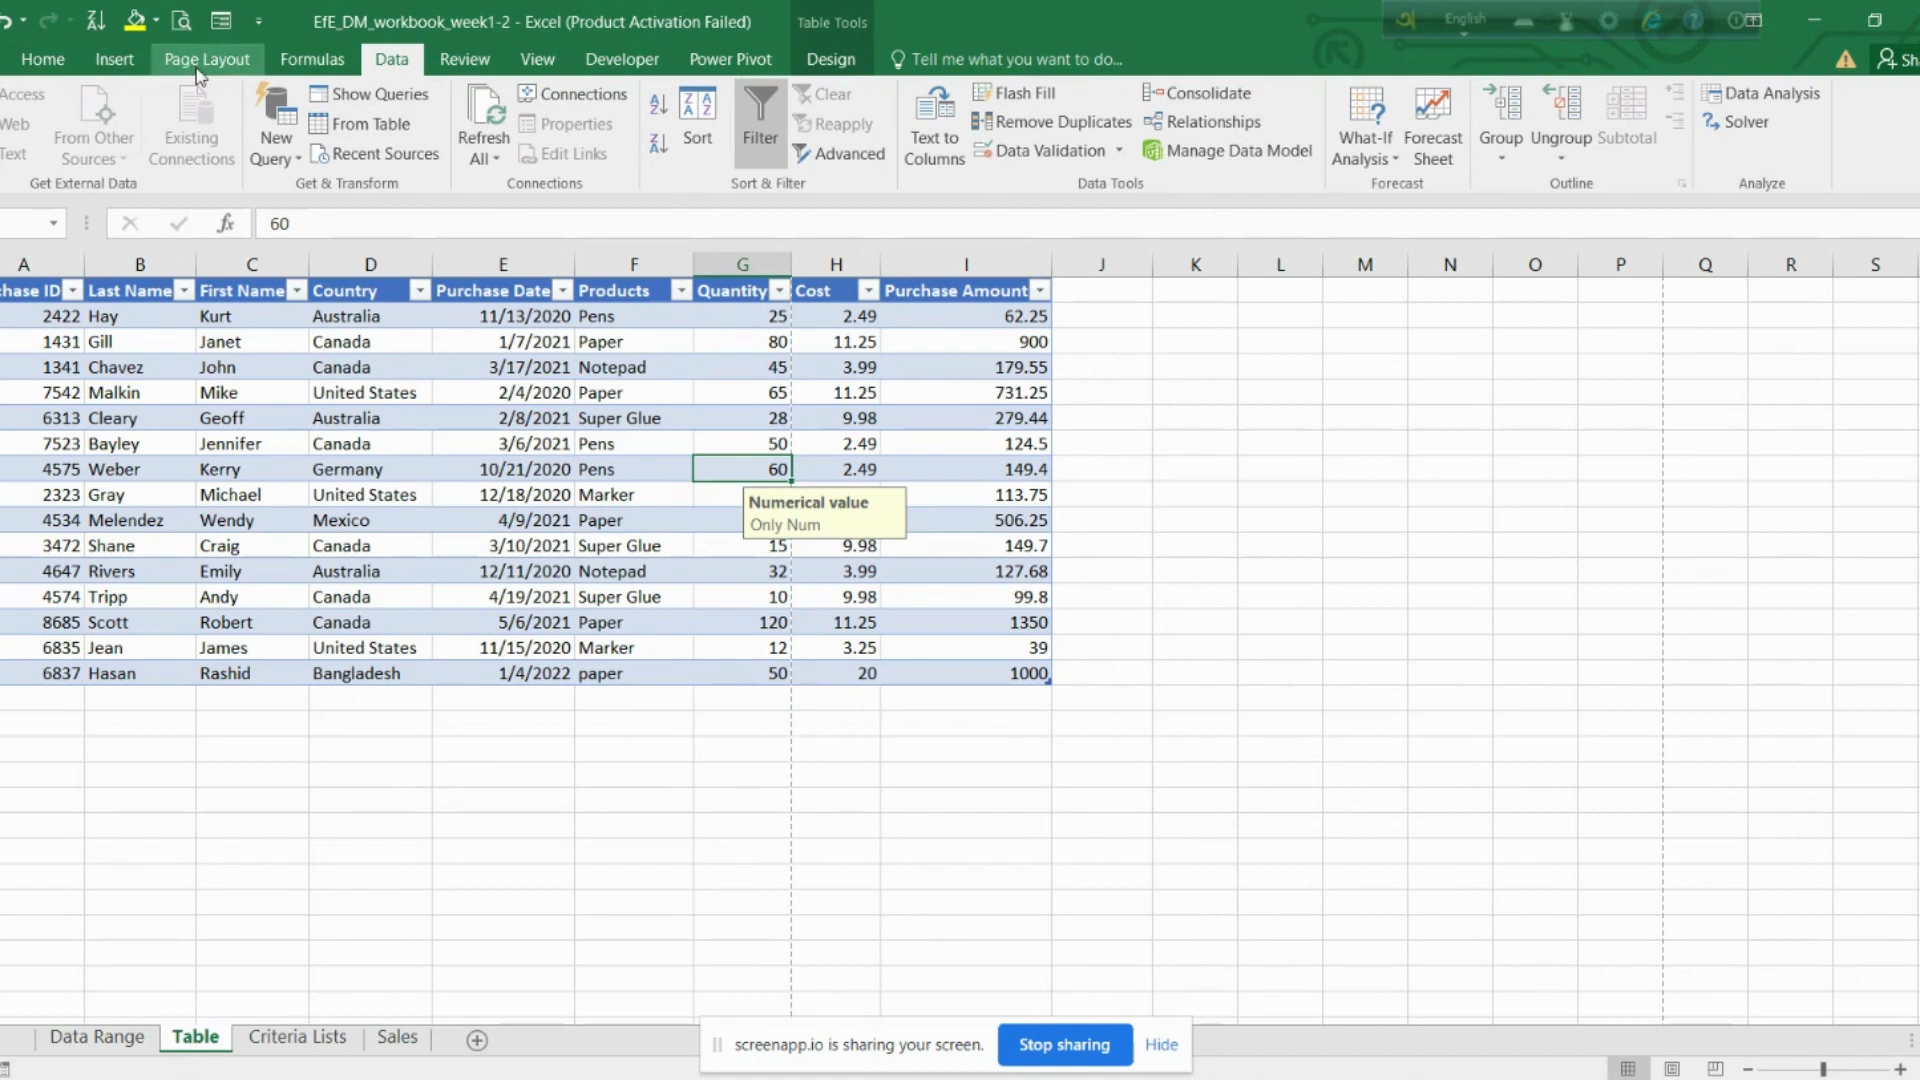 EfE_DM_workbook_week1-2 - Excel (Product Activation Failed)
Table Tools
English
Home Insert Page Layout Formulas Data Review View Developer Power Pivot Design Tell me what you want to do... Sh
Access
Web
Text
From Other Sources
Existing Connections
Get External Data
New Query
Show Queries
From Table
Recent Sources
Get & Transform
Refresh All
Connections
Properties
Edit Links
Connections
Sort
Filter
Clear
Reapply
Advanced
Sort & Filter
Text to Columns
Flash Fill
Remove Duplicates
Data Validation
Consolidate
Relationships
Manage Data Model
Data Tools
What-If Analysis
Forecast Sheet
Forecast
Group
Ungroup
Subtotal
Outline
Data Analysis
Solver
Analyze
fx 60
A B C D E F G H I J K L M N O P Q R S
hase ID Last Name First Name Country Purchase Date Products Quantity Cost Purchase Amount
2422 Hay Kurt Australia 11/13/2020 Pens 25 2.49 62.25
1431 Gill Janet Canada 1/7/2021 Paper 80 11.25 900
1341 Chavez John Canada 3/17/2021 Notepad 45 3.99 179.55
7542 Malkin Mike United States 2/4/2020 Paper 65 11.25 731.25
6313 Cleary Geoff Australia 2/8/2021 Super Glue 28 9.98 279.44
7523 Bayley Jennifer Canada 3/6/2021 Pens 50 2.49 124.5
4575 Weber Kerry Germany 10/21/2020 Pens 60 2.49 149.4
2323 Gray Michael United States 12/18/2020 Marker 113.75
Numerical value
Only Num
4534 Melendez Wendy Mexico 4/9/2021 Paper 506.25
3472 Shane Craig Canada 3/10/2021 Super Glue 15 9.98 149.7
4647 Rivers Emily Australia 12/11/2020 Notepad 32 3.99 127.68
4574 Tripp Andy Canada 4/19/2021 Super Glue 10 9.98 99.8
8685 Scott Robert Canada 5/6/2021 Paper 120 11.25 1350
6835 Jean James United States 11/15/2020 Marker 12 3.25 39
6837 Hasan Rashid Bangladesh 1/4/2022 paper 50 20 1000
Data Range Table Criteria Lists Sales
screenapp.io is sharing your screen. Stop sharing Hide